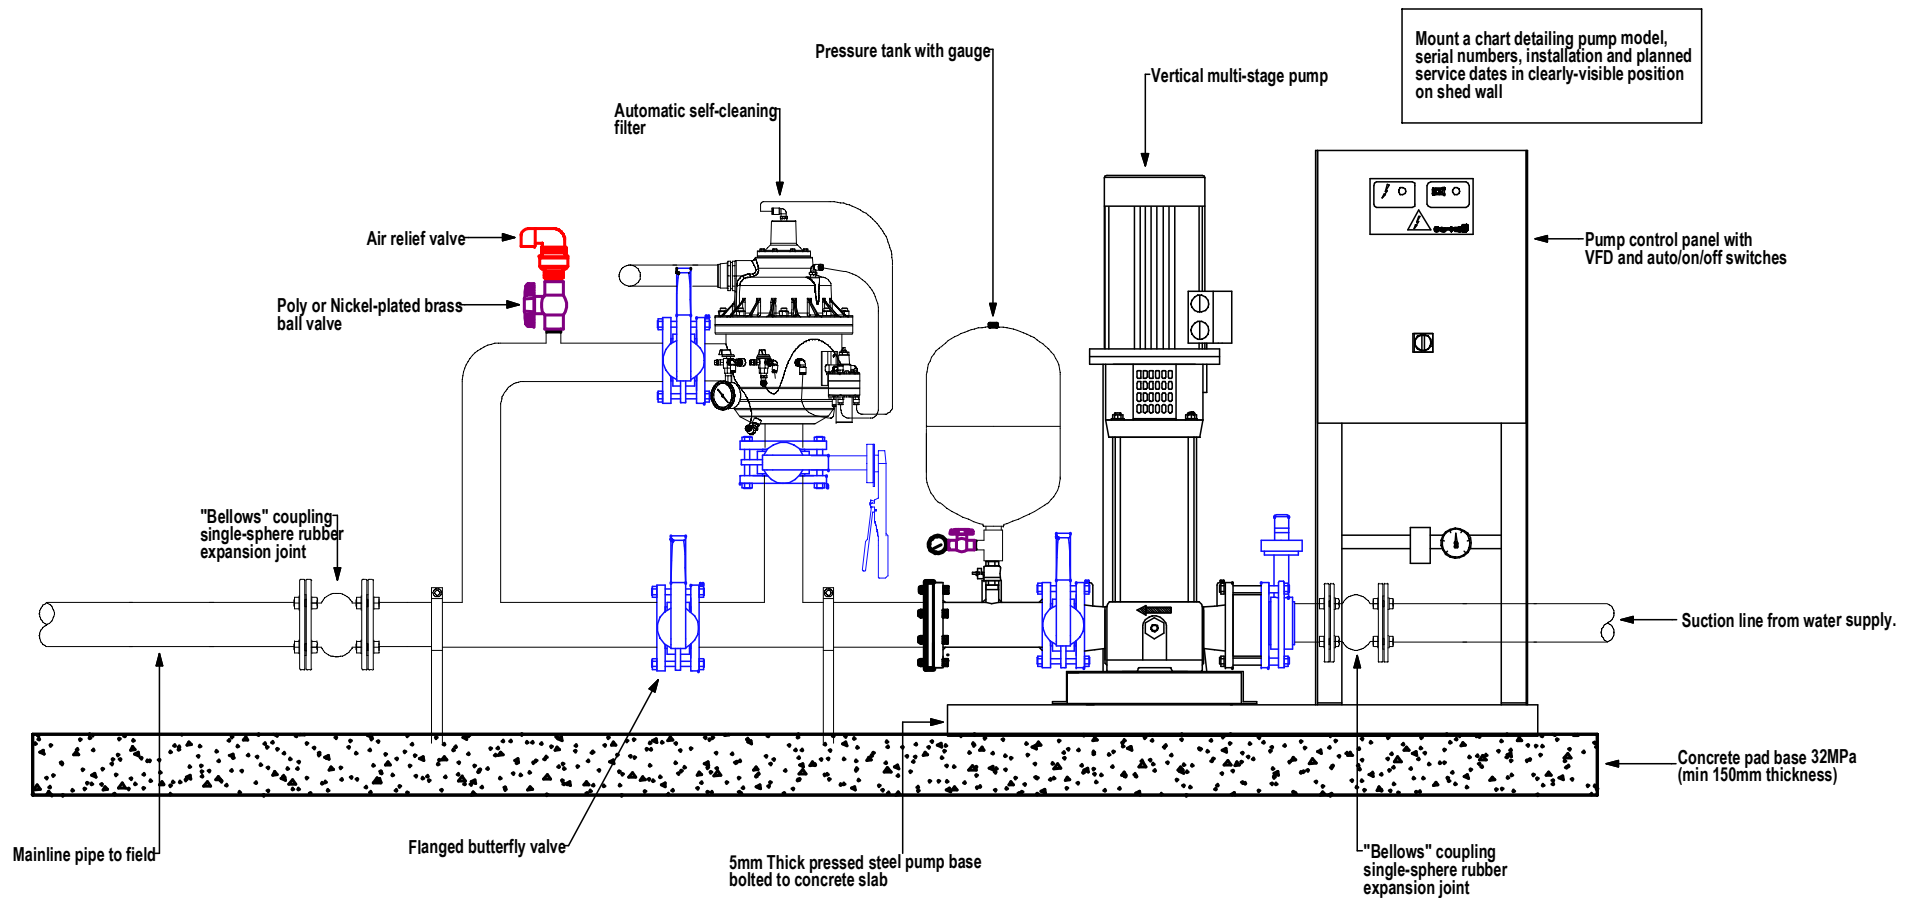 Mount a chart detailing pump model,
serial numbers, installation and planned
service dates in clearly-visible position
on shed wall
Pressure tank with gauge
Vertical multi-stage pump
Automatic self-cleaning
filter
Air relief valve
Pump control panel with
VFD and auto/on/off switches
Poly or Nickel-plated brass
ball valve
"Bellows" coupling
single-sphere rubber
expansion joint
Suction line from water supply.
Concrete pad base 32MPa
(min 150mm thickness)
Mainline pipe to field
Flanged butterfly valve
5mm Thick pressed steel pump base
bolted to concrete slab
"Bellows" coupling
single-sphere rubber
expansion joint